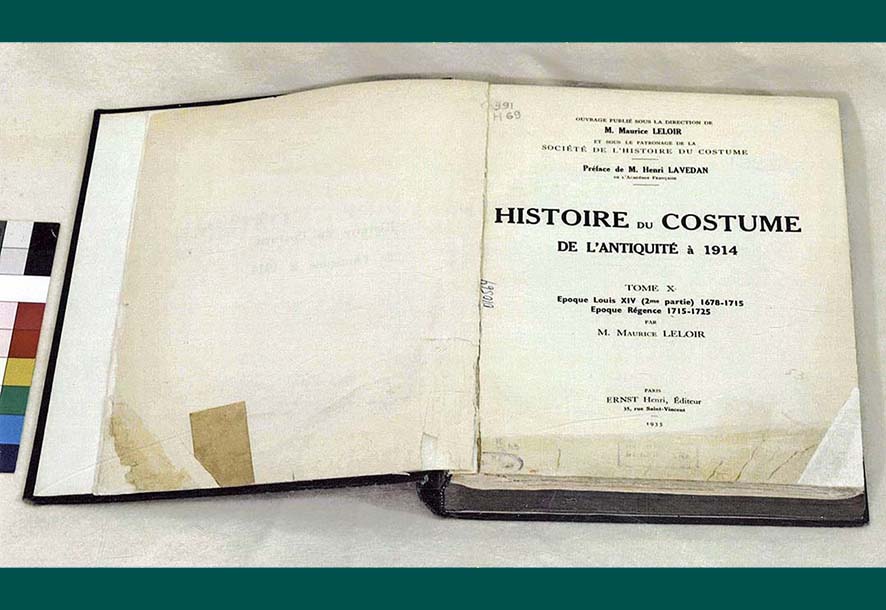 391
H 69
OUVRAGE PUBLIÉ SOUS LA DIRECTION DE
M. Maurice LELOIR
ET SOUS LE PATRONAGE DE LA
SOCIÉTÉ DE L'HISTOIRE DU COSTUME
Préface de M. Henri LAVEDAN
DE L'ACADÉMIE FRANÇAISE
HISTOIRE DU COSTUME
DE L'ANTIQUITÉ à 1914
TOME X
Epoque Louis XIV (2me partie) 1678-1715
Epoque Régence 1715-1725
PAR
M. MAURICE LELOIR
PARIS
ERNST Henri, Éditeur
35, rue Saint-Vincent
1935